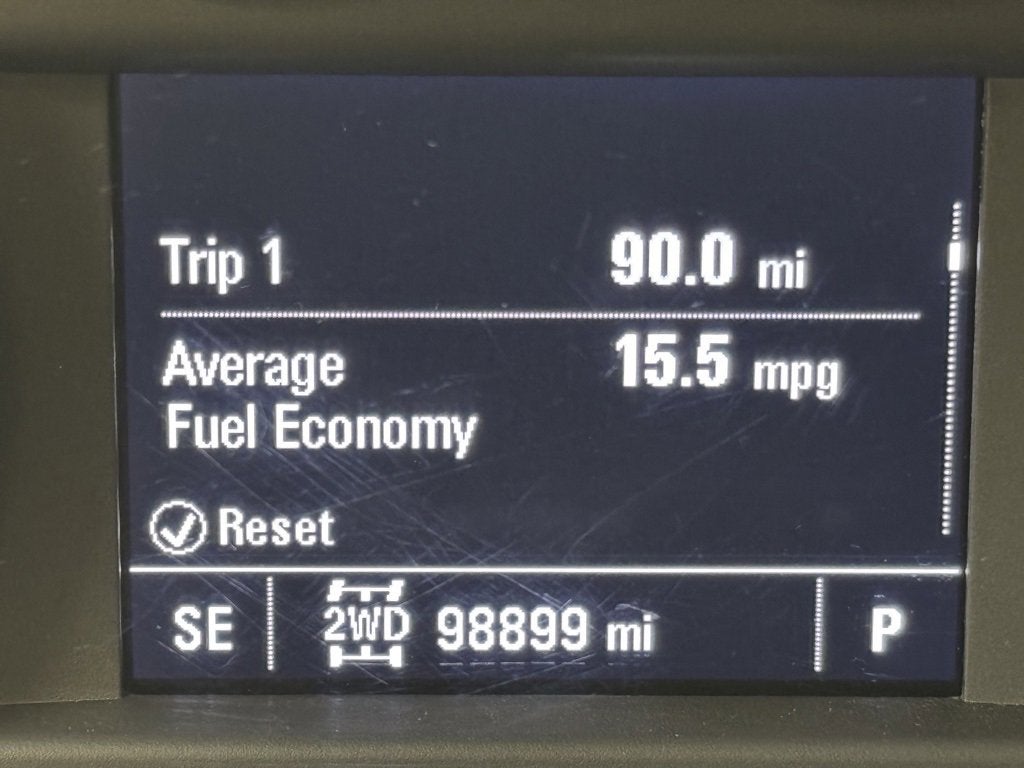 Trip 1 90.0 mi
Average 15.5 mpg
Fuel Economy
Reset
SE 2WD 98899 mi P